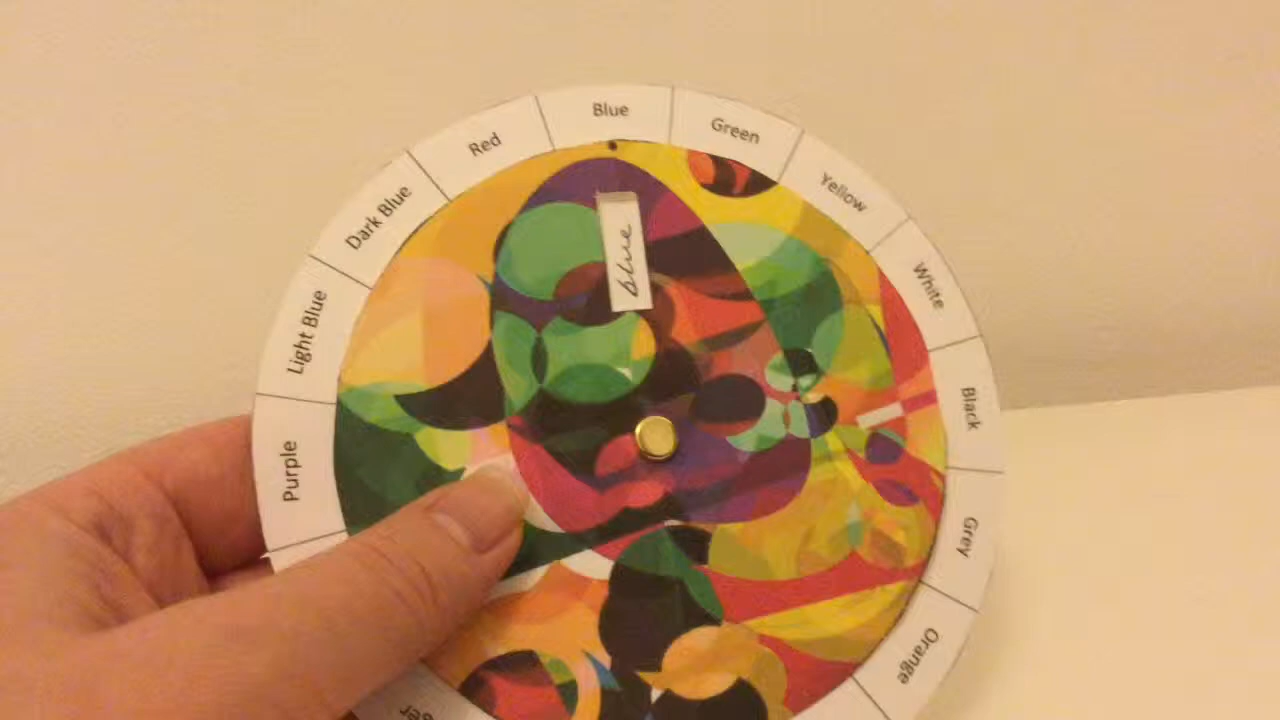 Blue
Green
Yellow
White
Black
Grey
Orange
Purple
Light Blue
Dark Blue
Red
blue